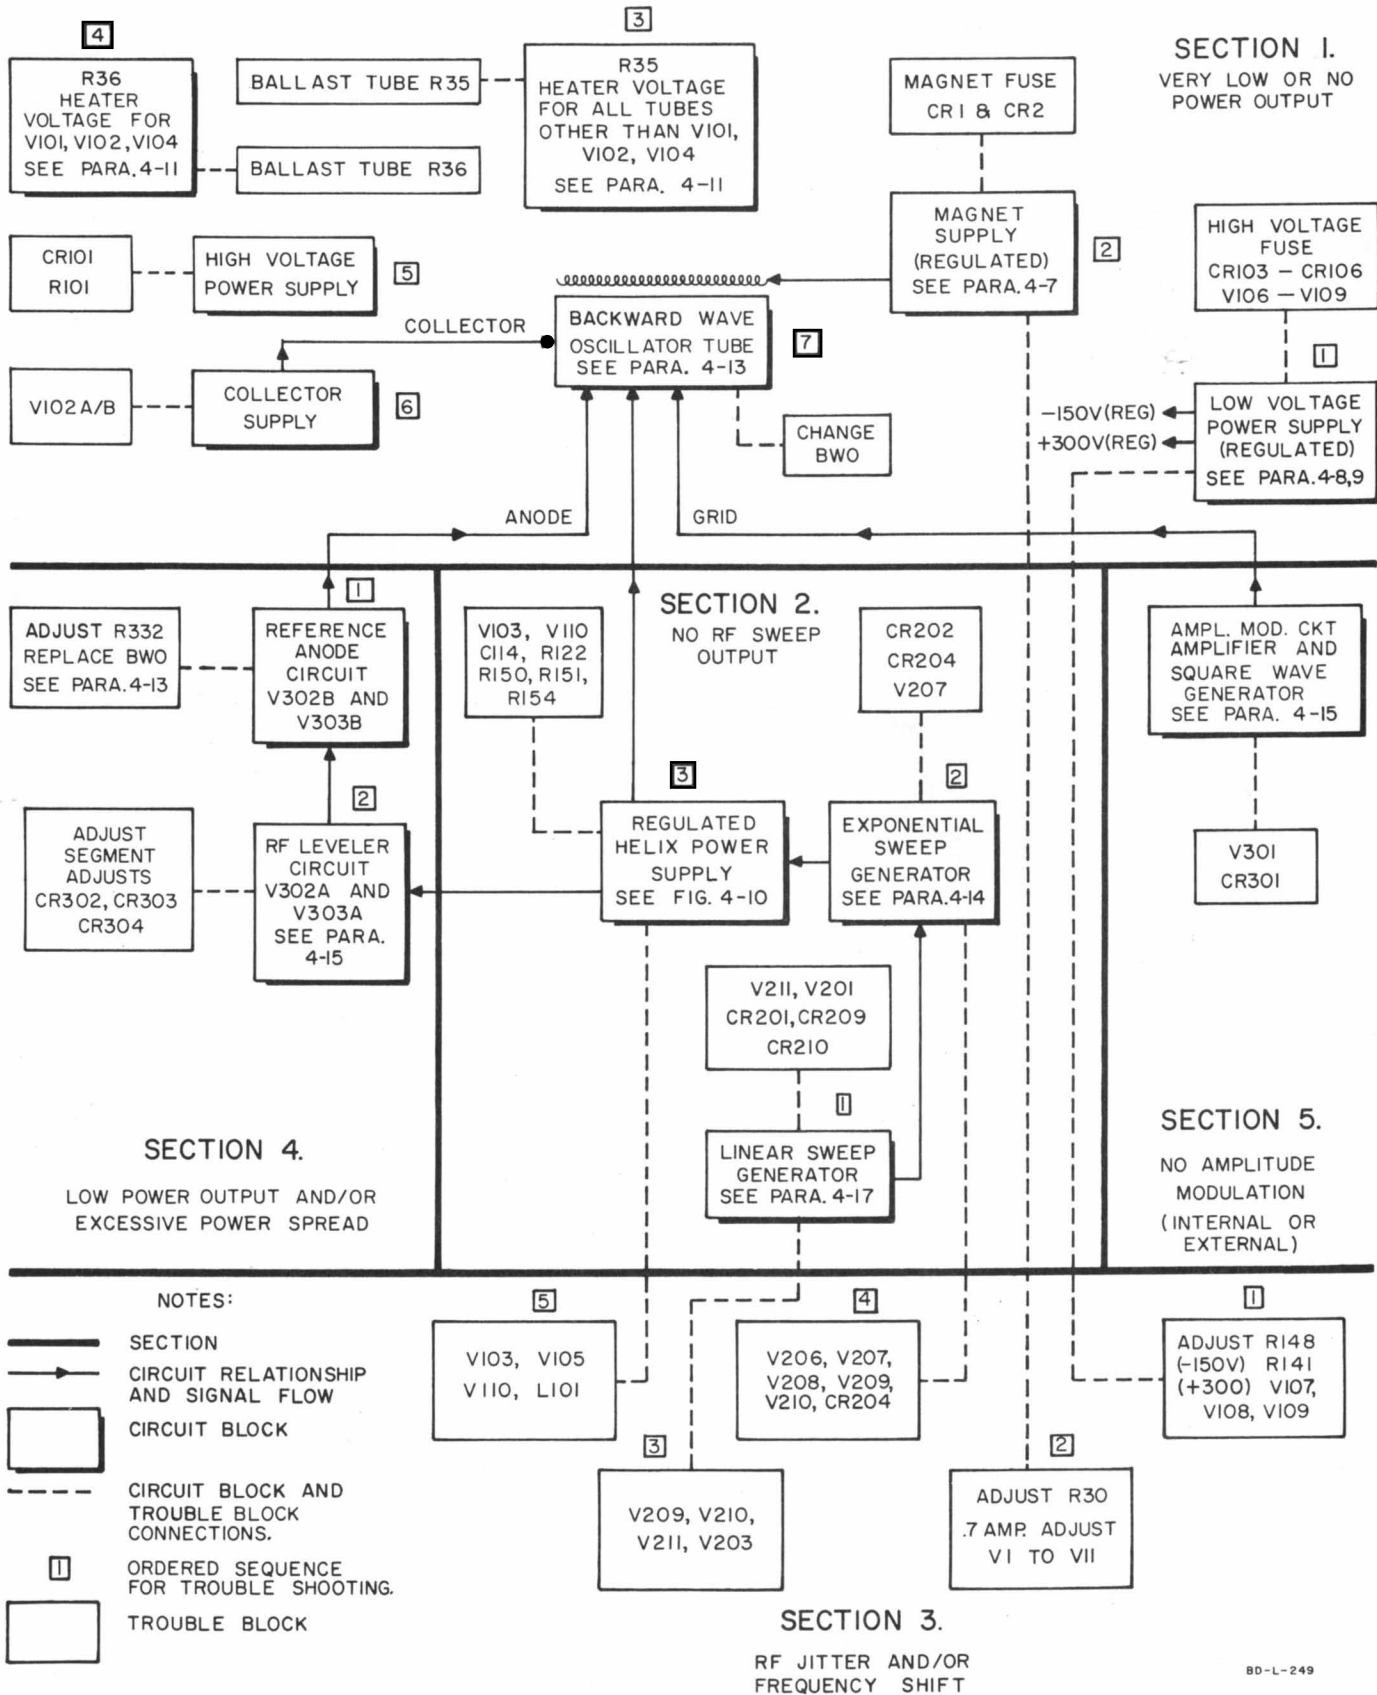 4
R36
HEATER
VOLTAGE FOR
V101, V102, V104
SEE PARA. 4-11
BALLAST TUBE R35
BALLAST TUBE R36
3
R35
HEATER VOLTAGE
FOR ALL TUBES
OTHER THAN V101,
V102, V104
SEE PARA. 4-11
MAGNET FUSE
CR1 & CR2
SECTION 1.
VERY LOW OR NO
POWER OUTPUT
MAGNET
SUPPLY
(REGULATED)
SEE PARA. 4-7
2
HIGH VOLTAGE
FUSE
CR103 – CR106
V106 – V109
CR101
R101
HIGH VOLTAGE
POWER SUPPLY
5
COLLECTOR
BACKWARD WAVE
OSCILLATOR TUBE
SEE PARA. 4-13
7
1
V102A/B
COLLECTOR
SUPPLY
6
CHANGE
BWO
-150V(REG)
+300V(REG)
LOW VOLTAGE
POWER SUPPLY
(REGULATED)
SEE PARA. 4-8,9
ANODE
GRID
1
ADJUST R332
REPLACE BWO
SEE PARA. 4-13
REFERENCE
ANODE
CIRCUIT
V302B AND
V303B
V103, V110
C114, R122
R150, R151,
R154
SECTION 2.
NO RF SWEEP
OUTPUT
CR202
CR204
V207
AMPL. MOD. CKT
AMPLIFIER AND
SQUARE WAVE
GENERATOR
SEE PARA. 4-15
2
ADJUST
SEGMENT
ADJUSTS
CR302, CR303
CR304
RF LEVELER
CIRCUIT
V302A AND
V303A
SEE PARA.
4-15
3
REGULATED
HELIX POWER
SUPPLY
SEE FIG. 4-10
2
EXPONENTIAL
SWEEP
GENERATOR
SEE PARA. 4-14
V301
CR301
V211, V201
CR201, CR209
CR210
1
LINEAR SWEEP
GENERATOR
SEE PARA. 4-17
SECTION 4.
LOW POWER OUTPUT AND/OR
EXCESSIVE POWER SPREAD
SECTION 5.
NO AMPLITUDE
MODULATION
(INTERNAL OR
EXTERNAL)
NOTES:
SECTION
CIRCUIT RELATIONSHIP
AND SIGNAL FLOW
CIRCUIT BLOCK
CIRCUIT BLOCK AND
TROUBLE BLOCK
CONNECTIONS.
1
ORDERED SEQUENCE
FOR TROUBLE SHOOTING.
TROUBLE BLOCK
5
V103, V105
V110, L101
4
V206, V207,
V208, V209,
V210, CR204
1
ADJUST R148
(-150V) R141
(+300) V107,
V108, V109
3
V209, V210,
V211, V203
2
ADJUST R30
.7 AMP. ADJUST
V1 TO V11
SECTION 3.
RF JITTER AND/OR
FREQUENCY SHIFT
BD-L-249